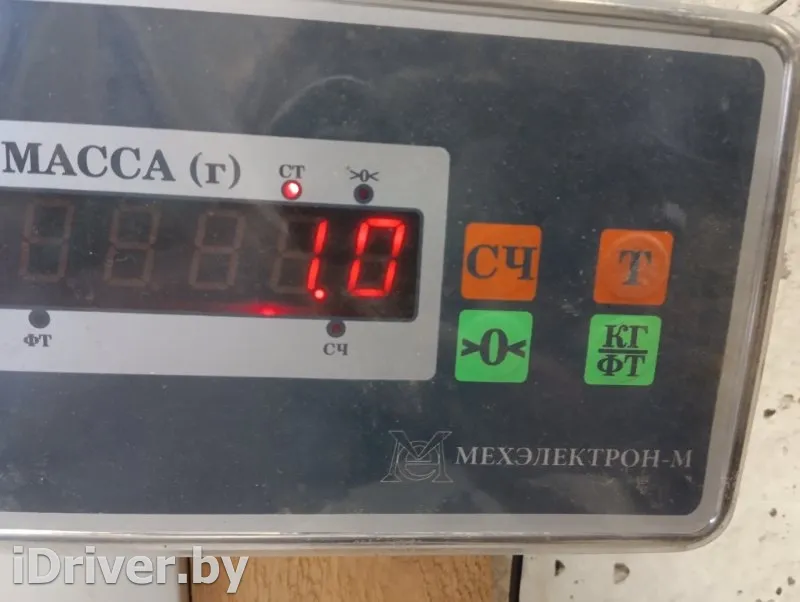 МАССА (г)
СТ
>0<
1.0
СЧ
Т
ФТ
СЧ
>0<
КГ
ФТ
МЕХЭЛЕКТРОН-М
iDriver.by